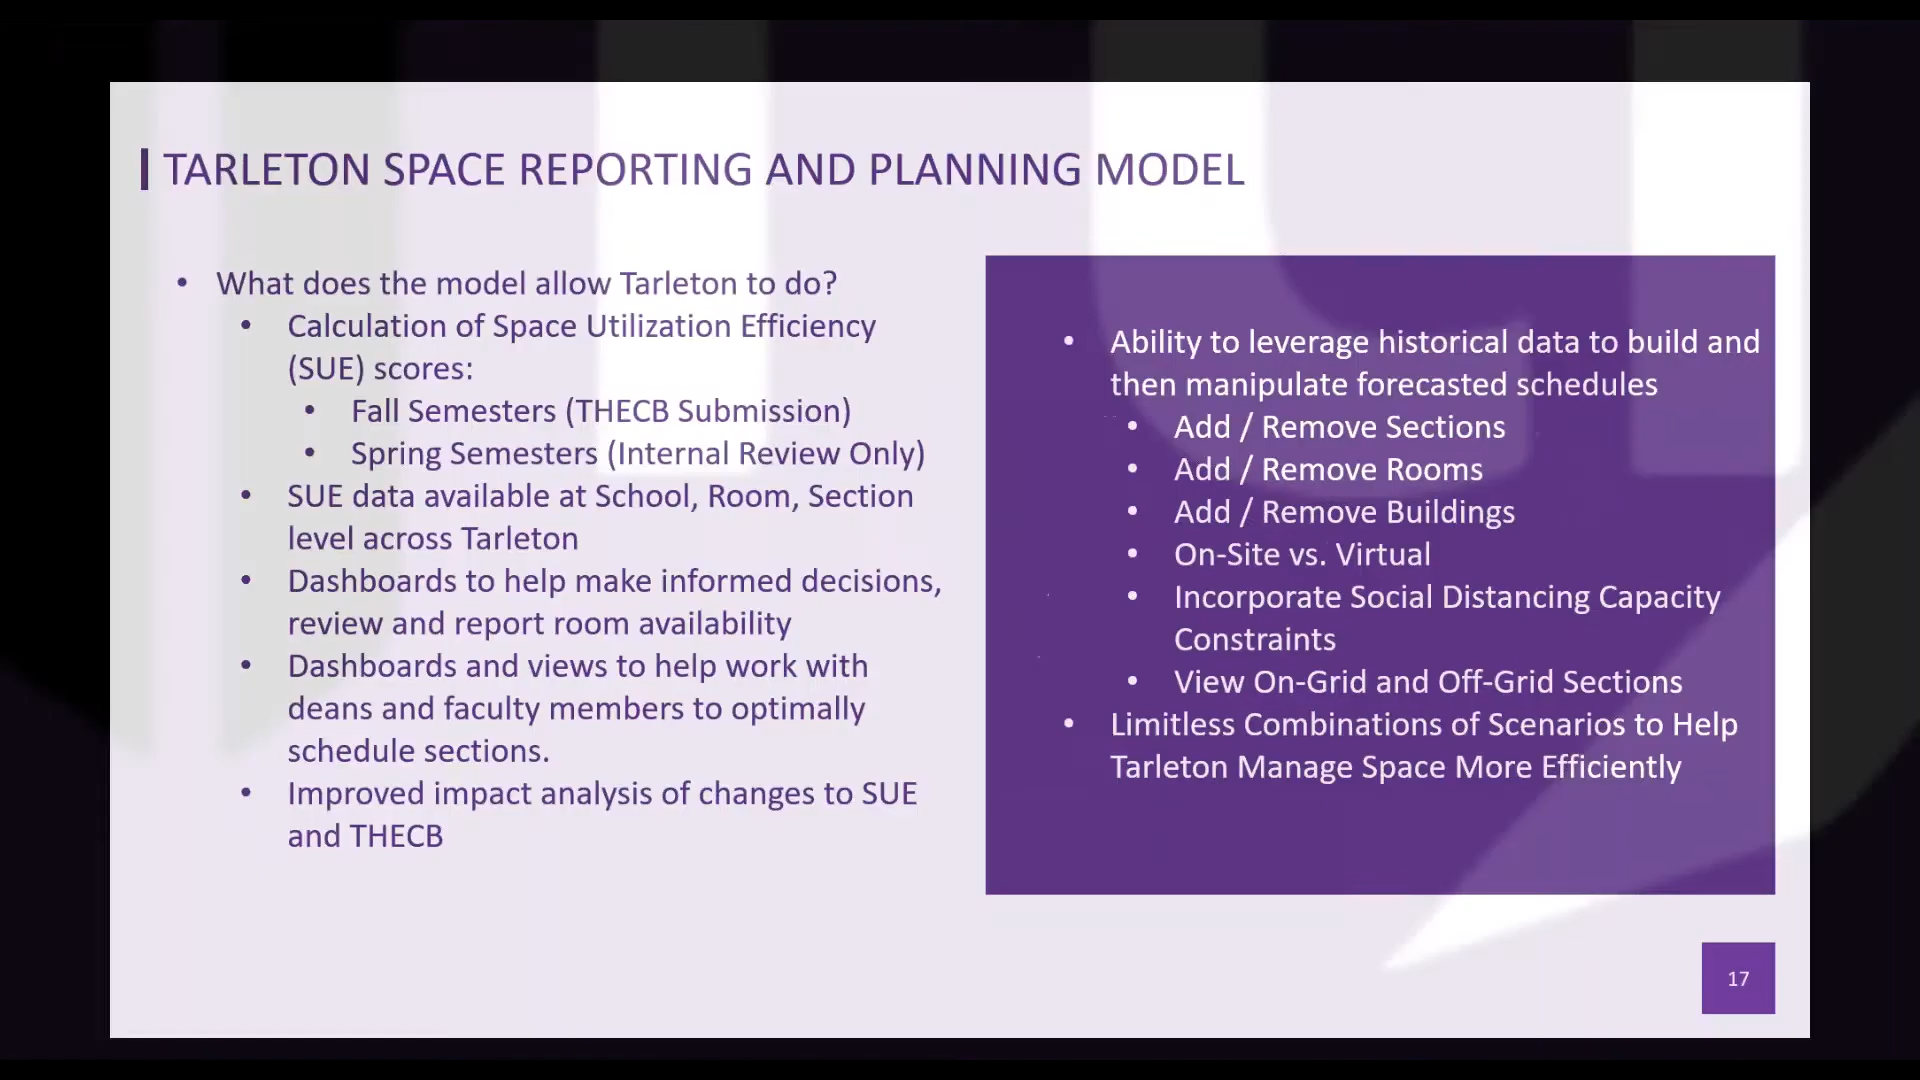 TARLETON SPACE REPORTING AND PLANNING MODEL
• What does the model allow Tarleton to do?
• Calculation of Space Utilization Efficiency
(SUE) scores:
• Fall Semesters (THECB Submission)
• Spring Semesters (Internal Review Only)
• SUE data available at School, Room, Section
level across Tarleton
• Dashboards to help make informed decisions,
review and report room availability
• Dashboards and views to help work with
deans and faculty members to optimally
schedule sections.
• Improved impact analysis of changes to SUE
and THECB
• Ability to leverage historical data to build and
then manipulate forecasted schedules
• Add / Remove Sections
• Add / Remove Rooms
• Add / Remove Buildings
• On-Site vs. Virtual
• Incorporate Social Distancing Capacity
Constraints
• View On-Grid and Off-Grid Sections
• Limitless Combinations of Scenarios to Help
Tarleton Manage Space More Efficiently
17